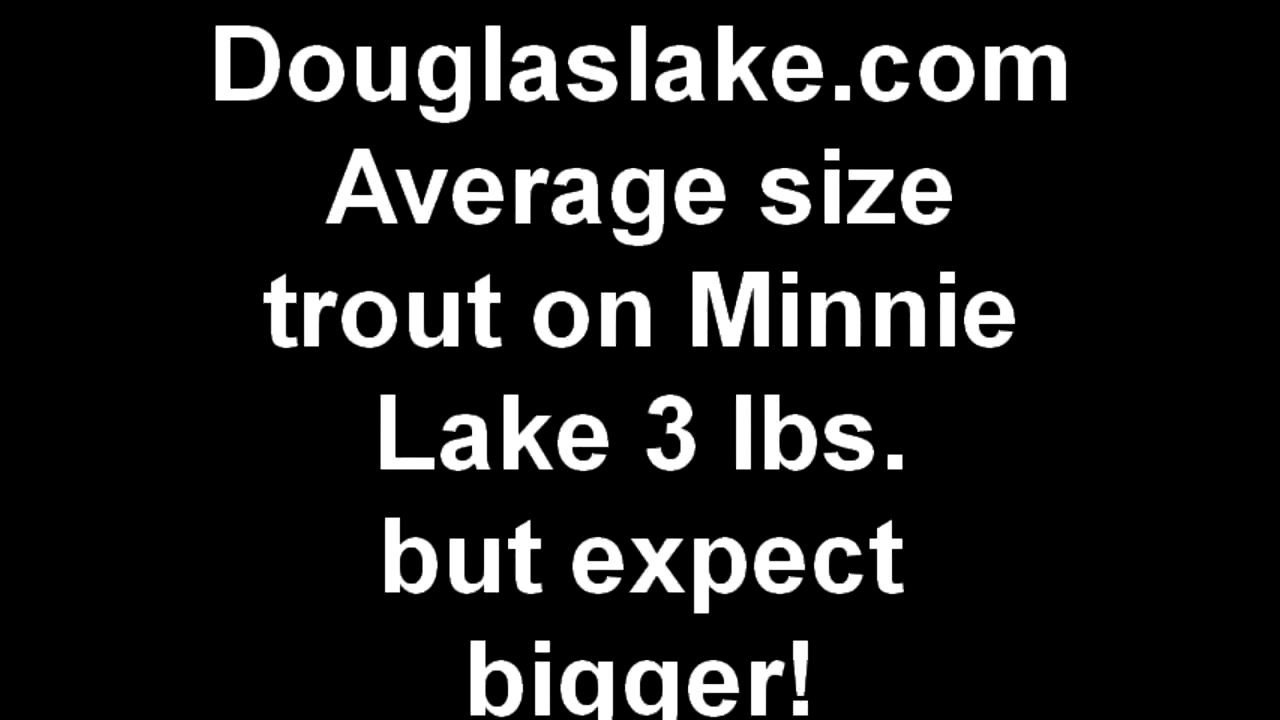 Douglaslake.com
Average size
trout on Minnie
Lake 3 lbs.
but expect
bigger!